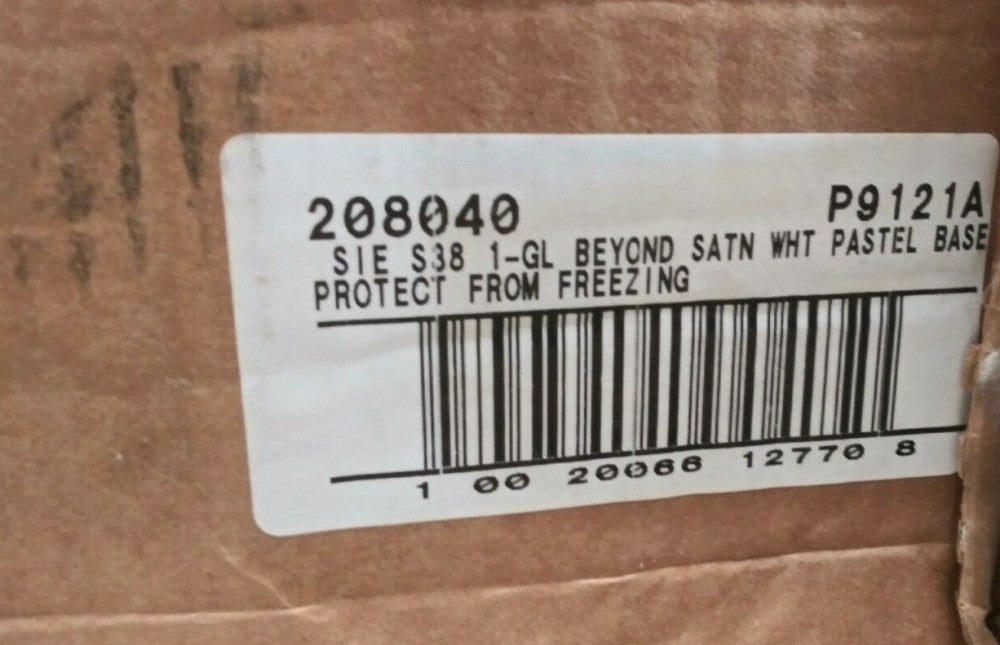 208040 P9121A
SIE S38 1-GL BEYOND SATN WHT PASTEL BASE
PROTECT FROM FREEZING
1 00 20066 12770 8